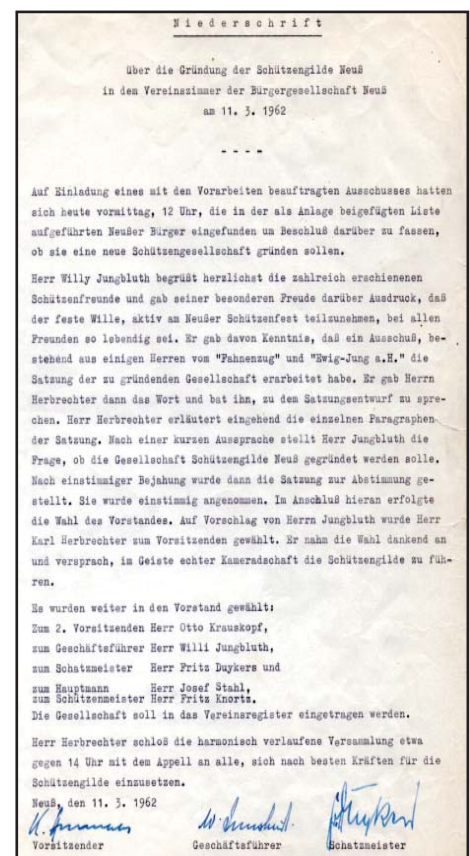 Niederschrift
über die Gründung der Schützengilde Neuß
in dem Vereinszimmer der Bürgergesellschaft Neuß
am 11. 3. 1962
- - - -
Auf Einladung eines mit den Vorarbeiten beauftragten Ausschusses hatten
sich heute vormittag, 12 Uhr, die in der als Anlage beigefügten Liste
aufgeführten Neußer Bürger eingefunden um Beschluß darüber zu fassen,
ob sie eine neue Schützengesellschaft gründen sollen.
Herr Willy Jungbluth begrüßt herzlichst die zahlreich erschienenen
Schützenfreunde und gab seiner besonderen Freude darüber Ausdruck, daß
der feste Wille, aktiv am Neußer Schützenfest teilzunehmen, bei allen
Freunden so lebendig sei. Er gab davon Kenntnis, daß ein Ausschuß, be-
stehend aus einigen Herren vom "Fahnenzug" und "Ewig-Jung a.H." die
Satzung der zu gründenden Gesellschaft erarbeitet habe. Er gab Herrn
Herbrechter dann das Wort und bat ihn, zu dem Satzungsentwurf zu spre-
chen. Herr Herbrechter erläutert eingehend die einzelnen Paragraphen
der Satzung. Nach einer kurzen Aussprache stellt Herr Jungbluth die
Frage, ob die Gesellschaft Schützengilde Neuß gegründet werden solle.
Nach einstimmiger Bejahung wurde dann die Satzung zur Abstimmung ge-
stellt. Sie wurde einstimmig angenommen. Im Anschluß hieran erfolgte
die Wahl des Vorstandes. Auf Vorschlag von Herrn Jungbluth wurde Herr
Karl Herbrechter zum Vorsitzenden gewählt. Er nahm die Wahl dankend an
und versprach, im Geiste echter Kameradschaft die Schützengilde zu füh-
ren.
Es wurden weiter in den Vorstand gewählt:
Zum 2. Vorsitzenden Herr Otto Krauskopf,
zum Geschäftsführer Herr Willi Jungbluth,
zum Schatzmeister Herr Fritz Duykers und
zum Hauptmann Herr Josef Stahl,
zum Schützenmeister Herr Fritz Knortz.
Die Gesellschaft soll in das Vereinsregister eingetragen werden.
Herr Herbrechter schloß die harmonisch verlaufene Versammlung etwa
gegen 14 Uhr mit dem Appell an alle, sich nach besten Kräften für die
Schützengilde einzusetzen.
Neuß, den 11. 3. 1962
Vorsitzender Geschäftsführer Schatzmeister